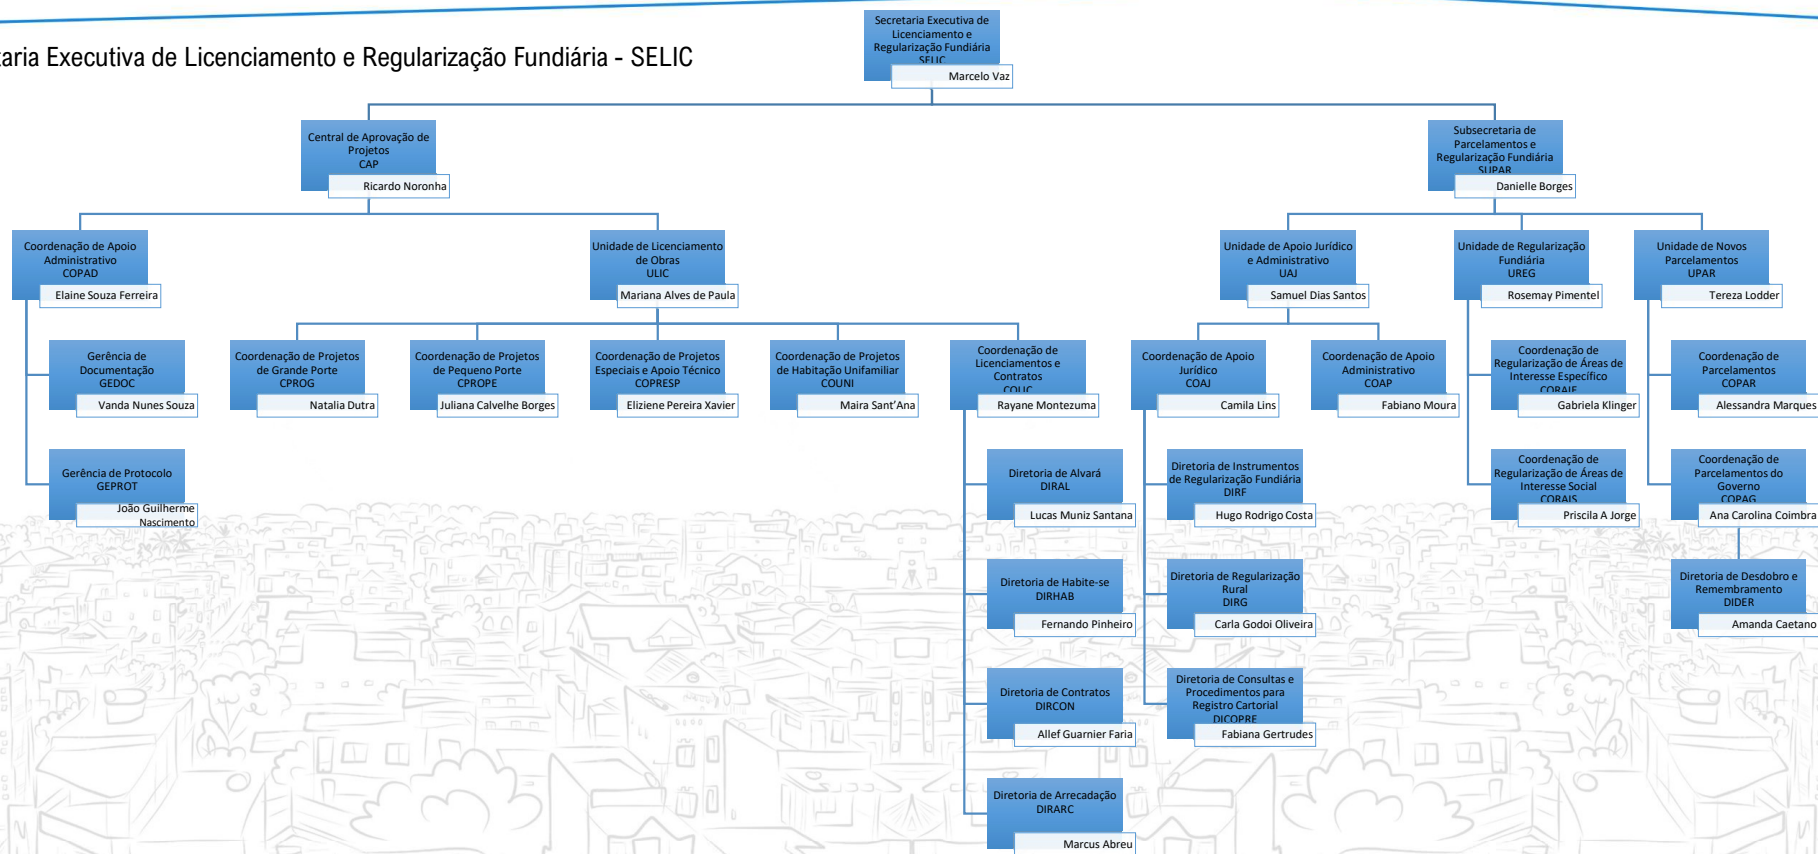 taria Executiva de Licenciamento e Regularização Fundiária - SELIC
Secretaria Executiva de
Licenciamento e
Regularização Fundiária
SELIC
Marcelo Vaz
Central de Aprovação de
Projetos
CAP
Ricardo Noronha
Subsecretaria de
Parcelamentos e
Regularização Fundiária
SUPAR
Danielle Borges
Coordenação de Apoio
Administrativo
COPAD
Elaine Souza Ferreira
Unidade de Licenciamento
de Obras
ULIC
Mariana Alves de Paula
Unidade de Apoio Jurídico
e Administrativo
UAJ
Samuel Dias Santos
Unidade de Regularização
Fundiária
UREG
Rosemay Pimentel
Unidade de Novos
Parcelamentos
UPAR
Tereza Lodder
Gerência de
Documentação
GEDOC
Vanda Nunes Souza
Coordenação de Projetos
de Grande Porte
CPROG
Natalia Dutra
Coordenação de Projetos
de Pequeno Porte
CPROPE
Juliana Calvelhe Borges
Coordenação de Projetos
Especiais e Apoio Técnico
COPRESP
Eliziene Pereira Xavier
Coordenação de Projetos
de Habitação Unifamiliar
COUNI
Maira Sant'Ana
Coordenação de
Licenciamentos e
Contratos
COLIC
Rayane Montezuma
Coordenação de Apoio
Jurídico
COAJ
Camila Lins
Coordenação de Apoio
Administrativo
COAP
Fabiano Moura
Coordenação de
Regularização de Áreas de
Interesse Específico
CORAIE
Gabriela Klinger
Coordenação de
Parcelamentos
COPAR
Alessandra Marques
Gerência de Protocolo
GEPROT
João Guilherme
Nascimento
Diretoria de Alvará
DIRAL
Lucas Muniz Santana
Diretoria de Instrumentos
de Regularização Fundiária
DIRF
Hugo Rodrigo Costa
Coordenação de
Regularização de Áreas de
Interesse Social
CORAIS
Priscila A Jorge
Coordenação de
Parcelamentos do
Governo
COPAG
Ana Carolina Coimbra
Diretoria de Habite-se
DIRHAB
Fernando Pinheiro
Diretoria de Regularização
Rural
DIRG
Carla Godoi Oliveira
Diretoria de Desdobro e
Remembramento
DIDER
Amanda Caetano
Diretoria de Contratos
DIRCON
Allef Guarnier Faria
Diretoria de Consultas e
Procedimentos para
Registro Cartorial
DICOPRE
Fabiana Gertrudes
Diretoria de Arrecadação
DIRARC
Marcus Abreu